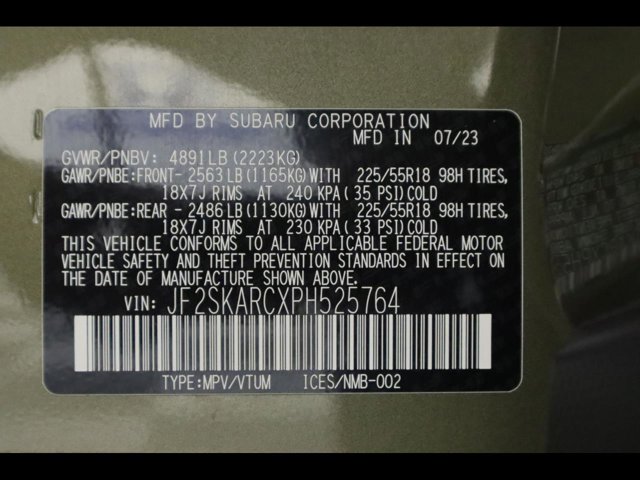 MFD BY SUBARU CORPORATION
MFD IN 07/23
GVWR/PNBV: 4891LB(2223KG)
GAWR/PNBE:FRONT-2563LB(1165KG)WITH 225/55R18 98H TIRES,
18X7J RIMS AT 240 KPA(35 PSI)COLD
GAWR/PNBE:REAR -2486LB(1130KG)WITH 225/55R18 98H TIRES,
18X7J RIMS AT 230 KPA(33 PSI)COLD
THIS VEHICLE CONFORMS TO ALL APPLICABLE FEDERAL MOTOR
VEHICLE SAFETY AND THEFT PREVENTION STANDARDS IN EFFECT
ON THE DATE OF MANUFACTURE SHOWN ABOVE.
VIN: JF2SKARCXPH525764
TYPE:MPV/VTUM ICES/NMB-002